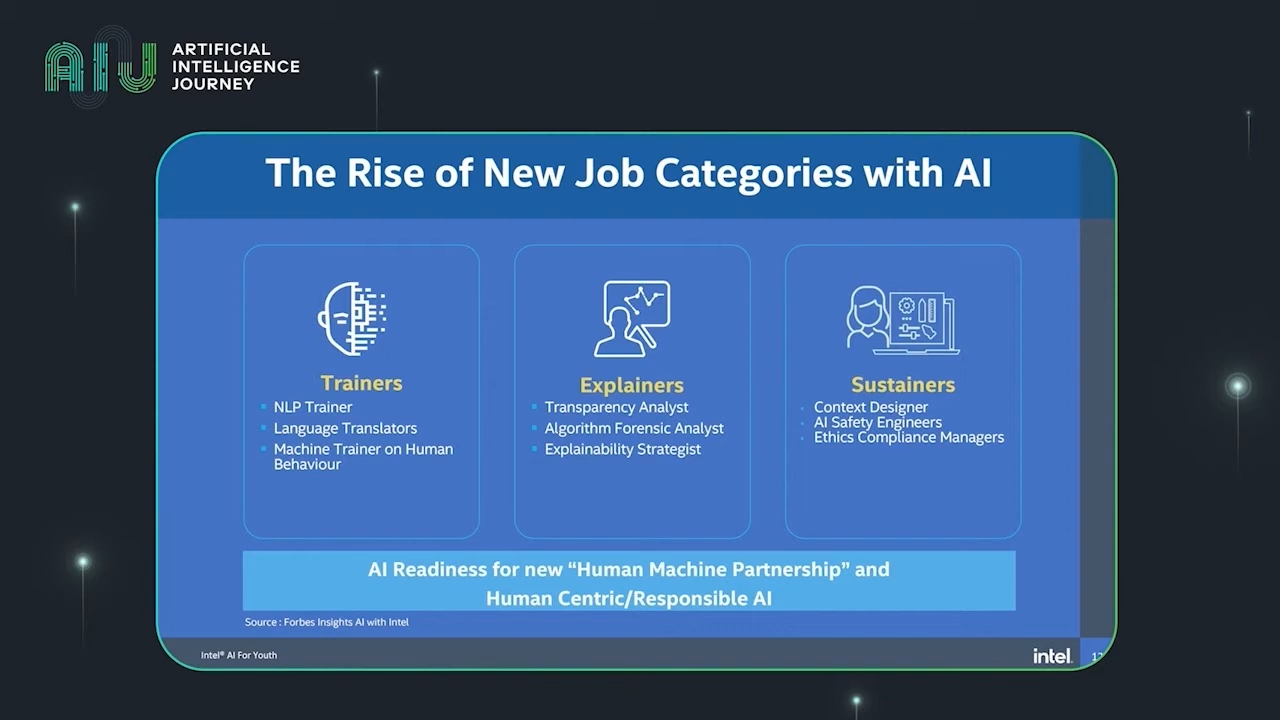 ARTIFICIAL
INTELLIGENCE
JOURNEY
The Rise of New Job Categories with AI
Trainers
NLP Trainer
Language Translators
Machine Trainer on Human
Behaviour
Explainers
Transparency Analyst
Algorithm Forensic Analyst
Explainability Strategist
Sustainers
Context Designer
AI Safety Engineers
Ethics Compliance Managers
AI Readiness for new “Human Machine Partnership” and
Human Centric/Responsible AI
Source : Forbes Insights AI with Intel
Intel® AI For Youth
intel.